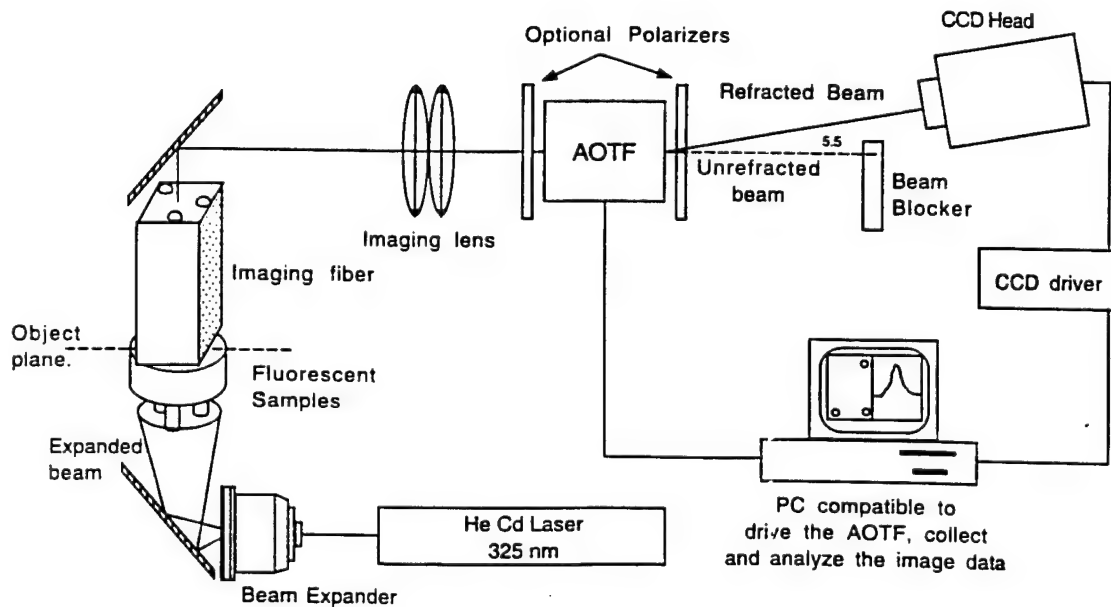 CCD Head
Optional Polarizers
Refracted Beam
AOTF
5.5
Unrefracted
beam
Beam
Blocker
Imaging lens
Imaging fiber
CCD driver
Object
plane.
Fluorescent
Samples
Expanded
beam
He Cd Laser
325 nm
Beam Expander
PC compatible to
drive the AOTF, collect
and analyze the image data